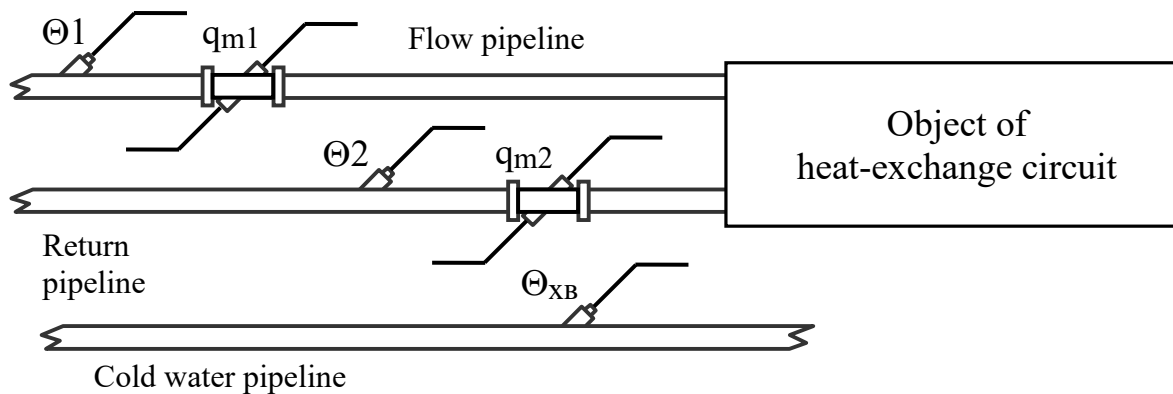 Θ1
qm1
Flow pipeline
Object of
heat-exchange circuit
Θ2
qm2
Return
pipeline
Θхв
Cold water pipeline